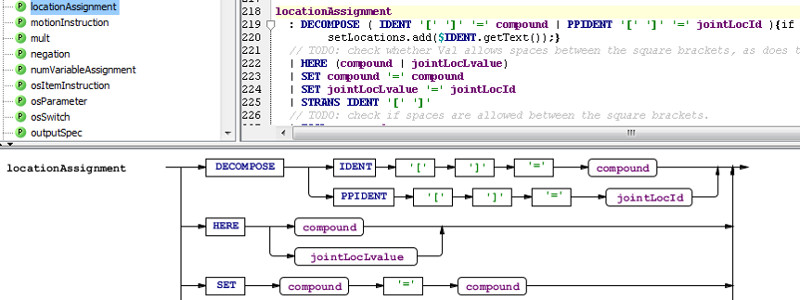 locationAssignment
motionInstruction
mult
negation
numVariableAssignment
osItemInstruction
osParameter
osSwitch
outputSpec
218 locationAssignment
219 : DECOMPOSE ( IDENT '[' ']' '=' compound | PPIDENT '[' ']' '=' jointLocId ){if
220 setLocations.add($IDENT.getText());}
221 // TODO: check whether Val allows spaces between the square brackets, as does t
222 | HERE (compound | jointLocLvalue)
223 | SET compound '=' compound
224 | SET jointLocLvalue '=' jointLocId
225 | STRANS IDENT '[' ']'
226 // TODO: check if spaces are allowed between the square brackets.
locationAssignment DECOMPOSE IDENT '[' ']' '=' compound
PPIDENT '[' ']' '=' jointLocId
HERE compound
jointLocLvalue
SET compound '=' compound